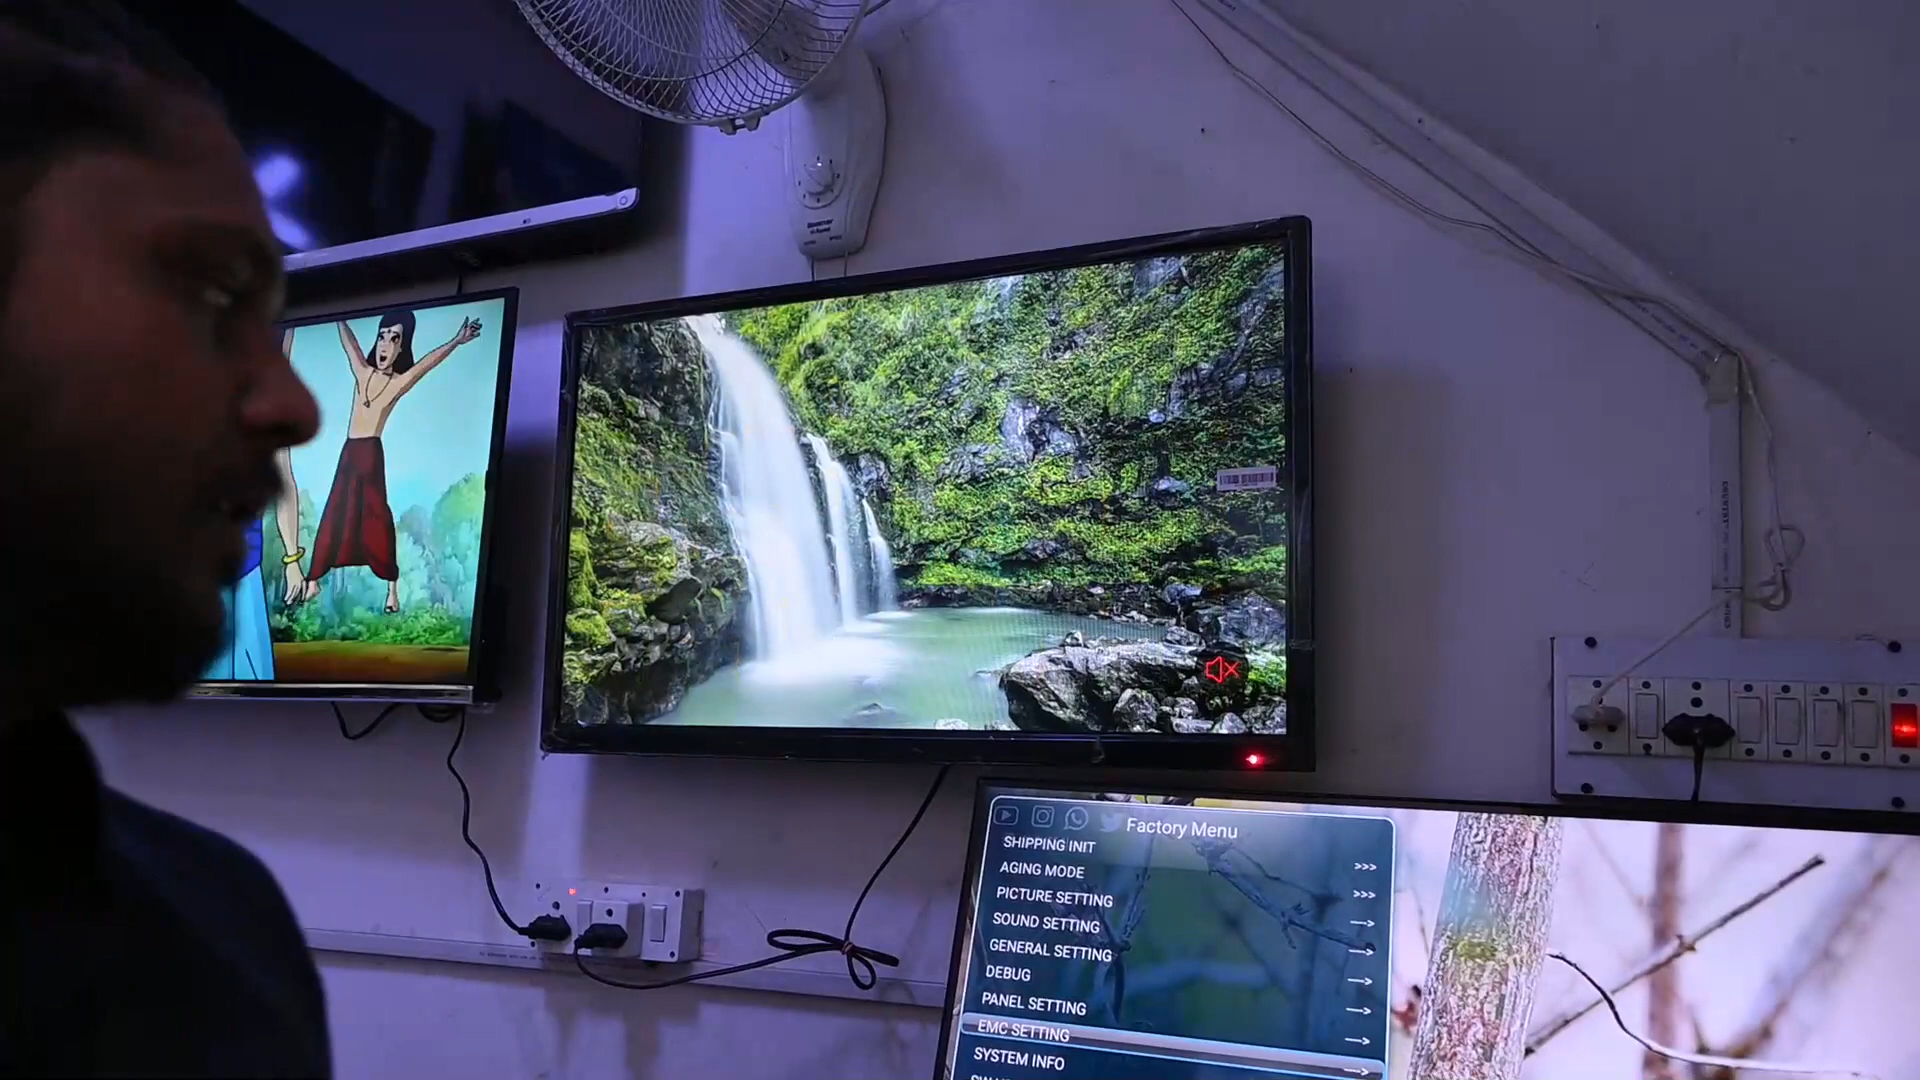 Factory Menu
SHIPPING INIT
AGING MODE >>>
PICTURE SETTING >>>
SOUND SETTING
GENERAL SETTING
DEBUG
PANEL SETTING
EMC SETTING
SYSTEM INFO